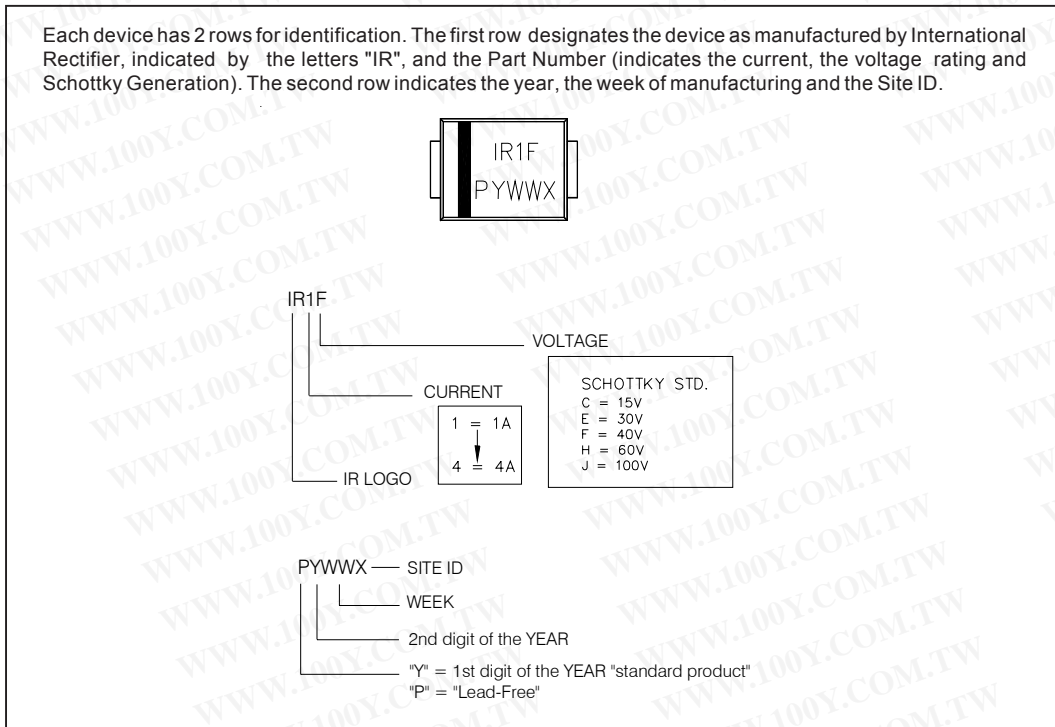 Each device has 2 rows for identification. The first row designates the device as manufactured by International
Rectifier, indicated by the letters "IR", and the Part Number (indicates the current, the voltage rating and
Schottky Generation). The second row indicates the year, the week of manufacturing and the Site ID.
IR1F
PYWWX
IR1F
VOLTAGE
SCHOTTKY STD.
C = 15V
E = 30V
F = 40V
H = 60V
J = 100V
CURRENT
1 = 1A
4 = 4A
IR LOGO
PYWWX
SITE ID
WEEK
2nd digit of the YEAR
"Y" = 1st digit of the YEAR "standard product"
"P" = "Lead-Free"
WWW.100Y.COM.TW